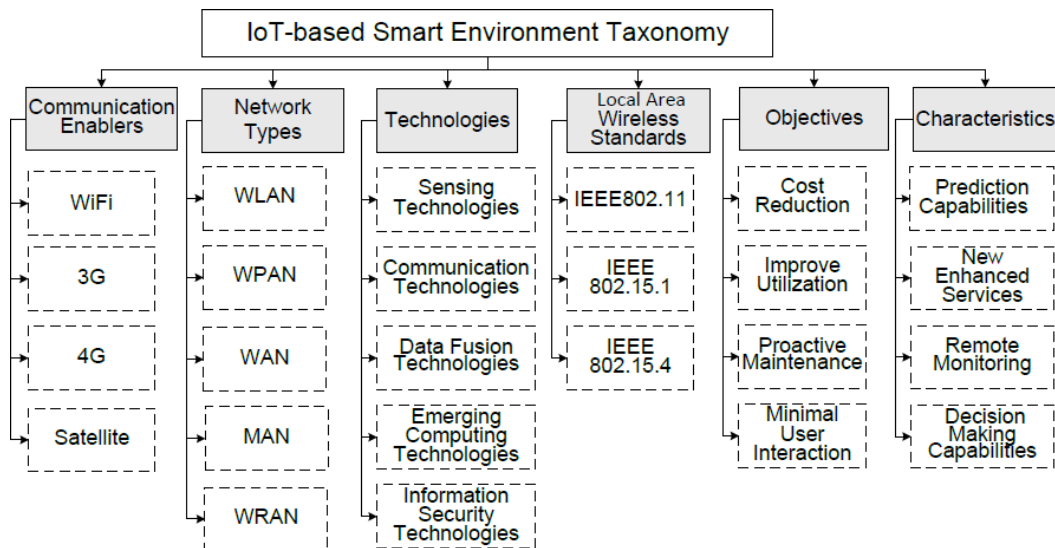 IoT-based Smart Environment Taxonomy
Communication
Enablers
WiFi
3G
4G
Satellite
Network
Types
WLAN
WPAN
WAN
MAN
WRAN
Technologies
Sensing
Technologies
Communication
Technologies
Data Fusion
Technologies
Emerging
Computing
Technologies
Information
Security
Technologies
Local Area
Wireless
Standards
IEEE802.11
IEEE
802.15.1
IEEE
802.15.4
Objectives
Cost
Reduction
Improve
Utilization
Proactive
Maintenance
Minimal
User
Interaction
Characteristics
Prediction
Capabilities
New
Enhanced
Services
Remote
Monitoring
Decision
Making
Capabilities